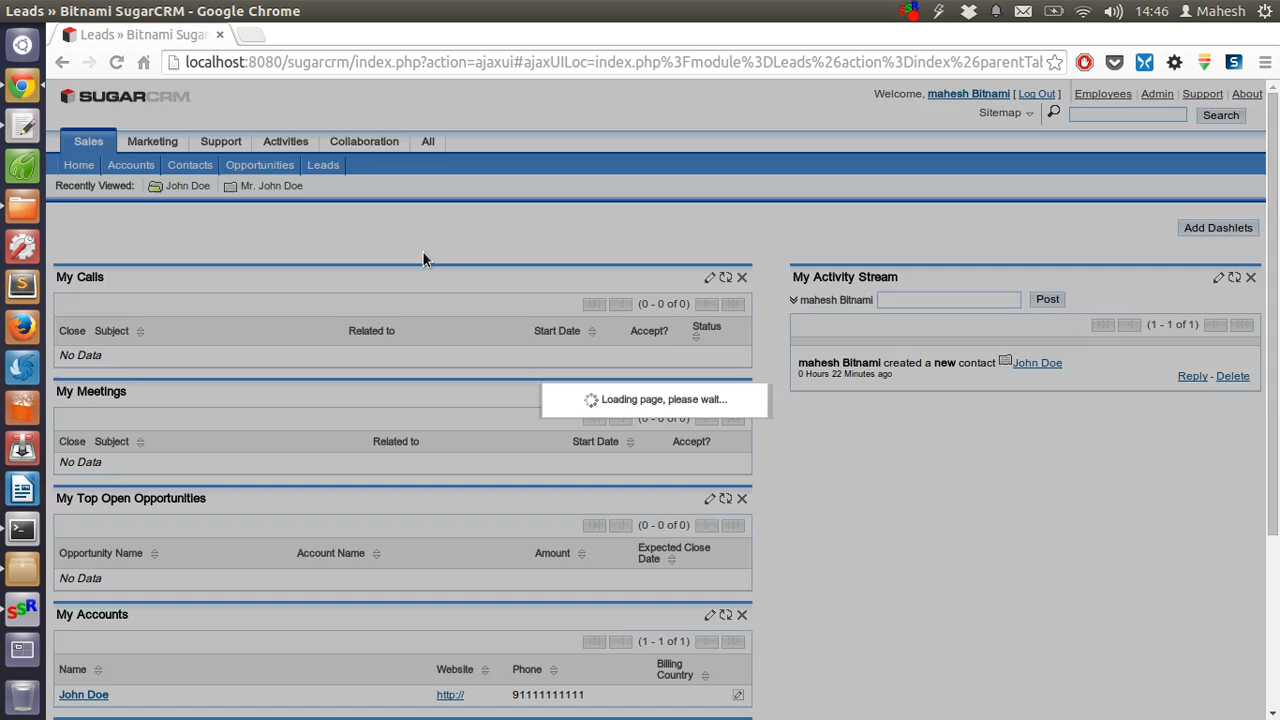 Leads » Bitnami SugarCRM - Google Chrome
14:46 Mahesh
Leads » Bitnami Sugar ×
localhost:8080/sugarcrm/index.php?action=ajaxui#ajaxUILoc=index.php%3Fmodule%3DLeads%26action%3Dindex%26parentTal
SUGARCRM
Welcome, mahesh Bitnami [ Log Out ] Employees Admin Support About
Sitemap Search
Sales Marketing Support Activities Collaboration All
Home Accounts Contacts Opportunities Leads
Recently Viewed: John Doe Mr. John Doe
Add Dashlets
My Calls
(0 - 0 of 0)
Close Subject Related to Start Date Accept? Status
No Data
My Meetings
(0 - 0 of 0)
Close Subject Related to Start Date Accept?
No Data
Loading page, please wait...
My Top Open Opportunities
(0 - 0 of 0)
Opportunity Name Account Name Amount Expected Close
Date
No Data
My Accounts
(1 - 1 of 1)
Name Website Phone Billing
Country
John Doe http:// 91111111111
My Activity Stream
mahesh Bitnami Post
(1 - 1 of 1)
mahesh Bitnami created a new contact John Doe
0 Hours 22 Minutes ago
Reply - Delete